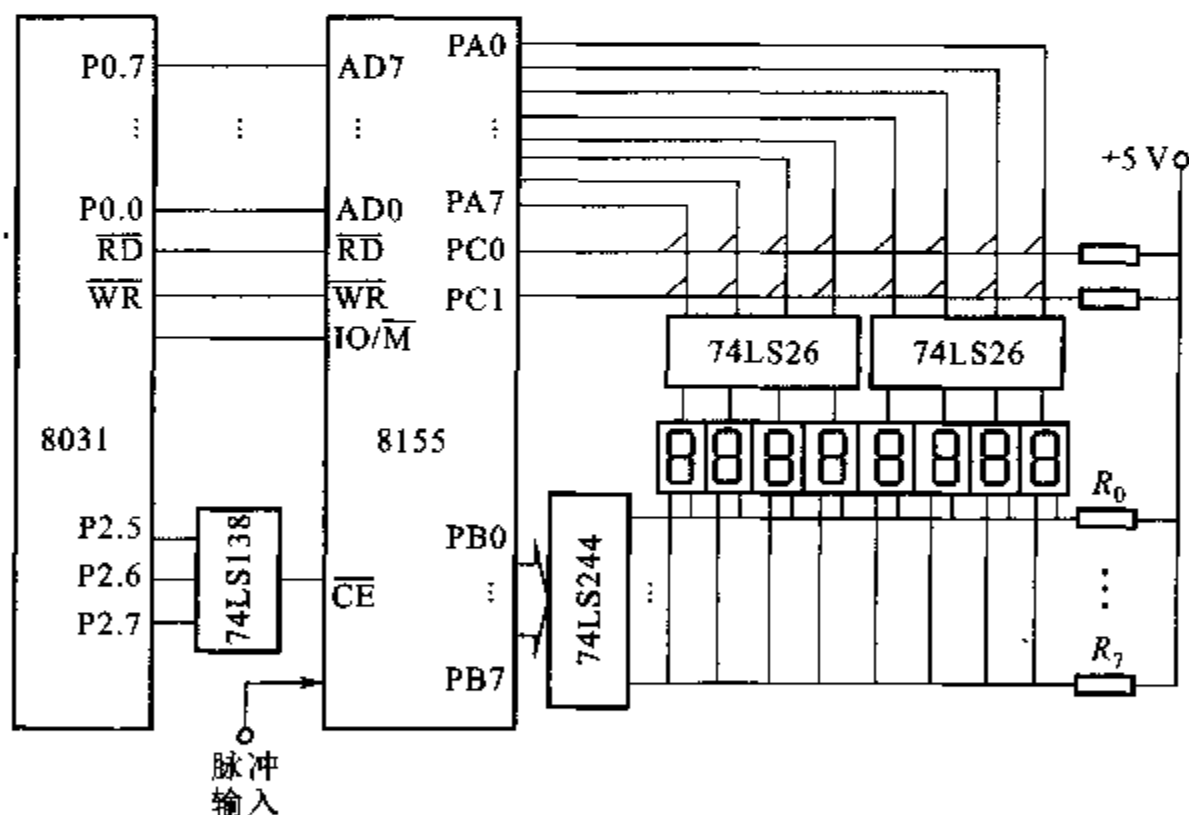 P0.7
⋮
P0.0
RD
WR
8031
P2.5
P2.6
P2.7
74LS138
AD7
⋮
AD0
RD
WR
IO/M
8155
CE
脉冲
输入
PA0
⋮
PA7
PC0
PC1
PB0
⋮
PB7
74LS26
74LS26
74LS244
+5 V
R0
⋮
R7